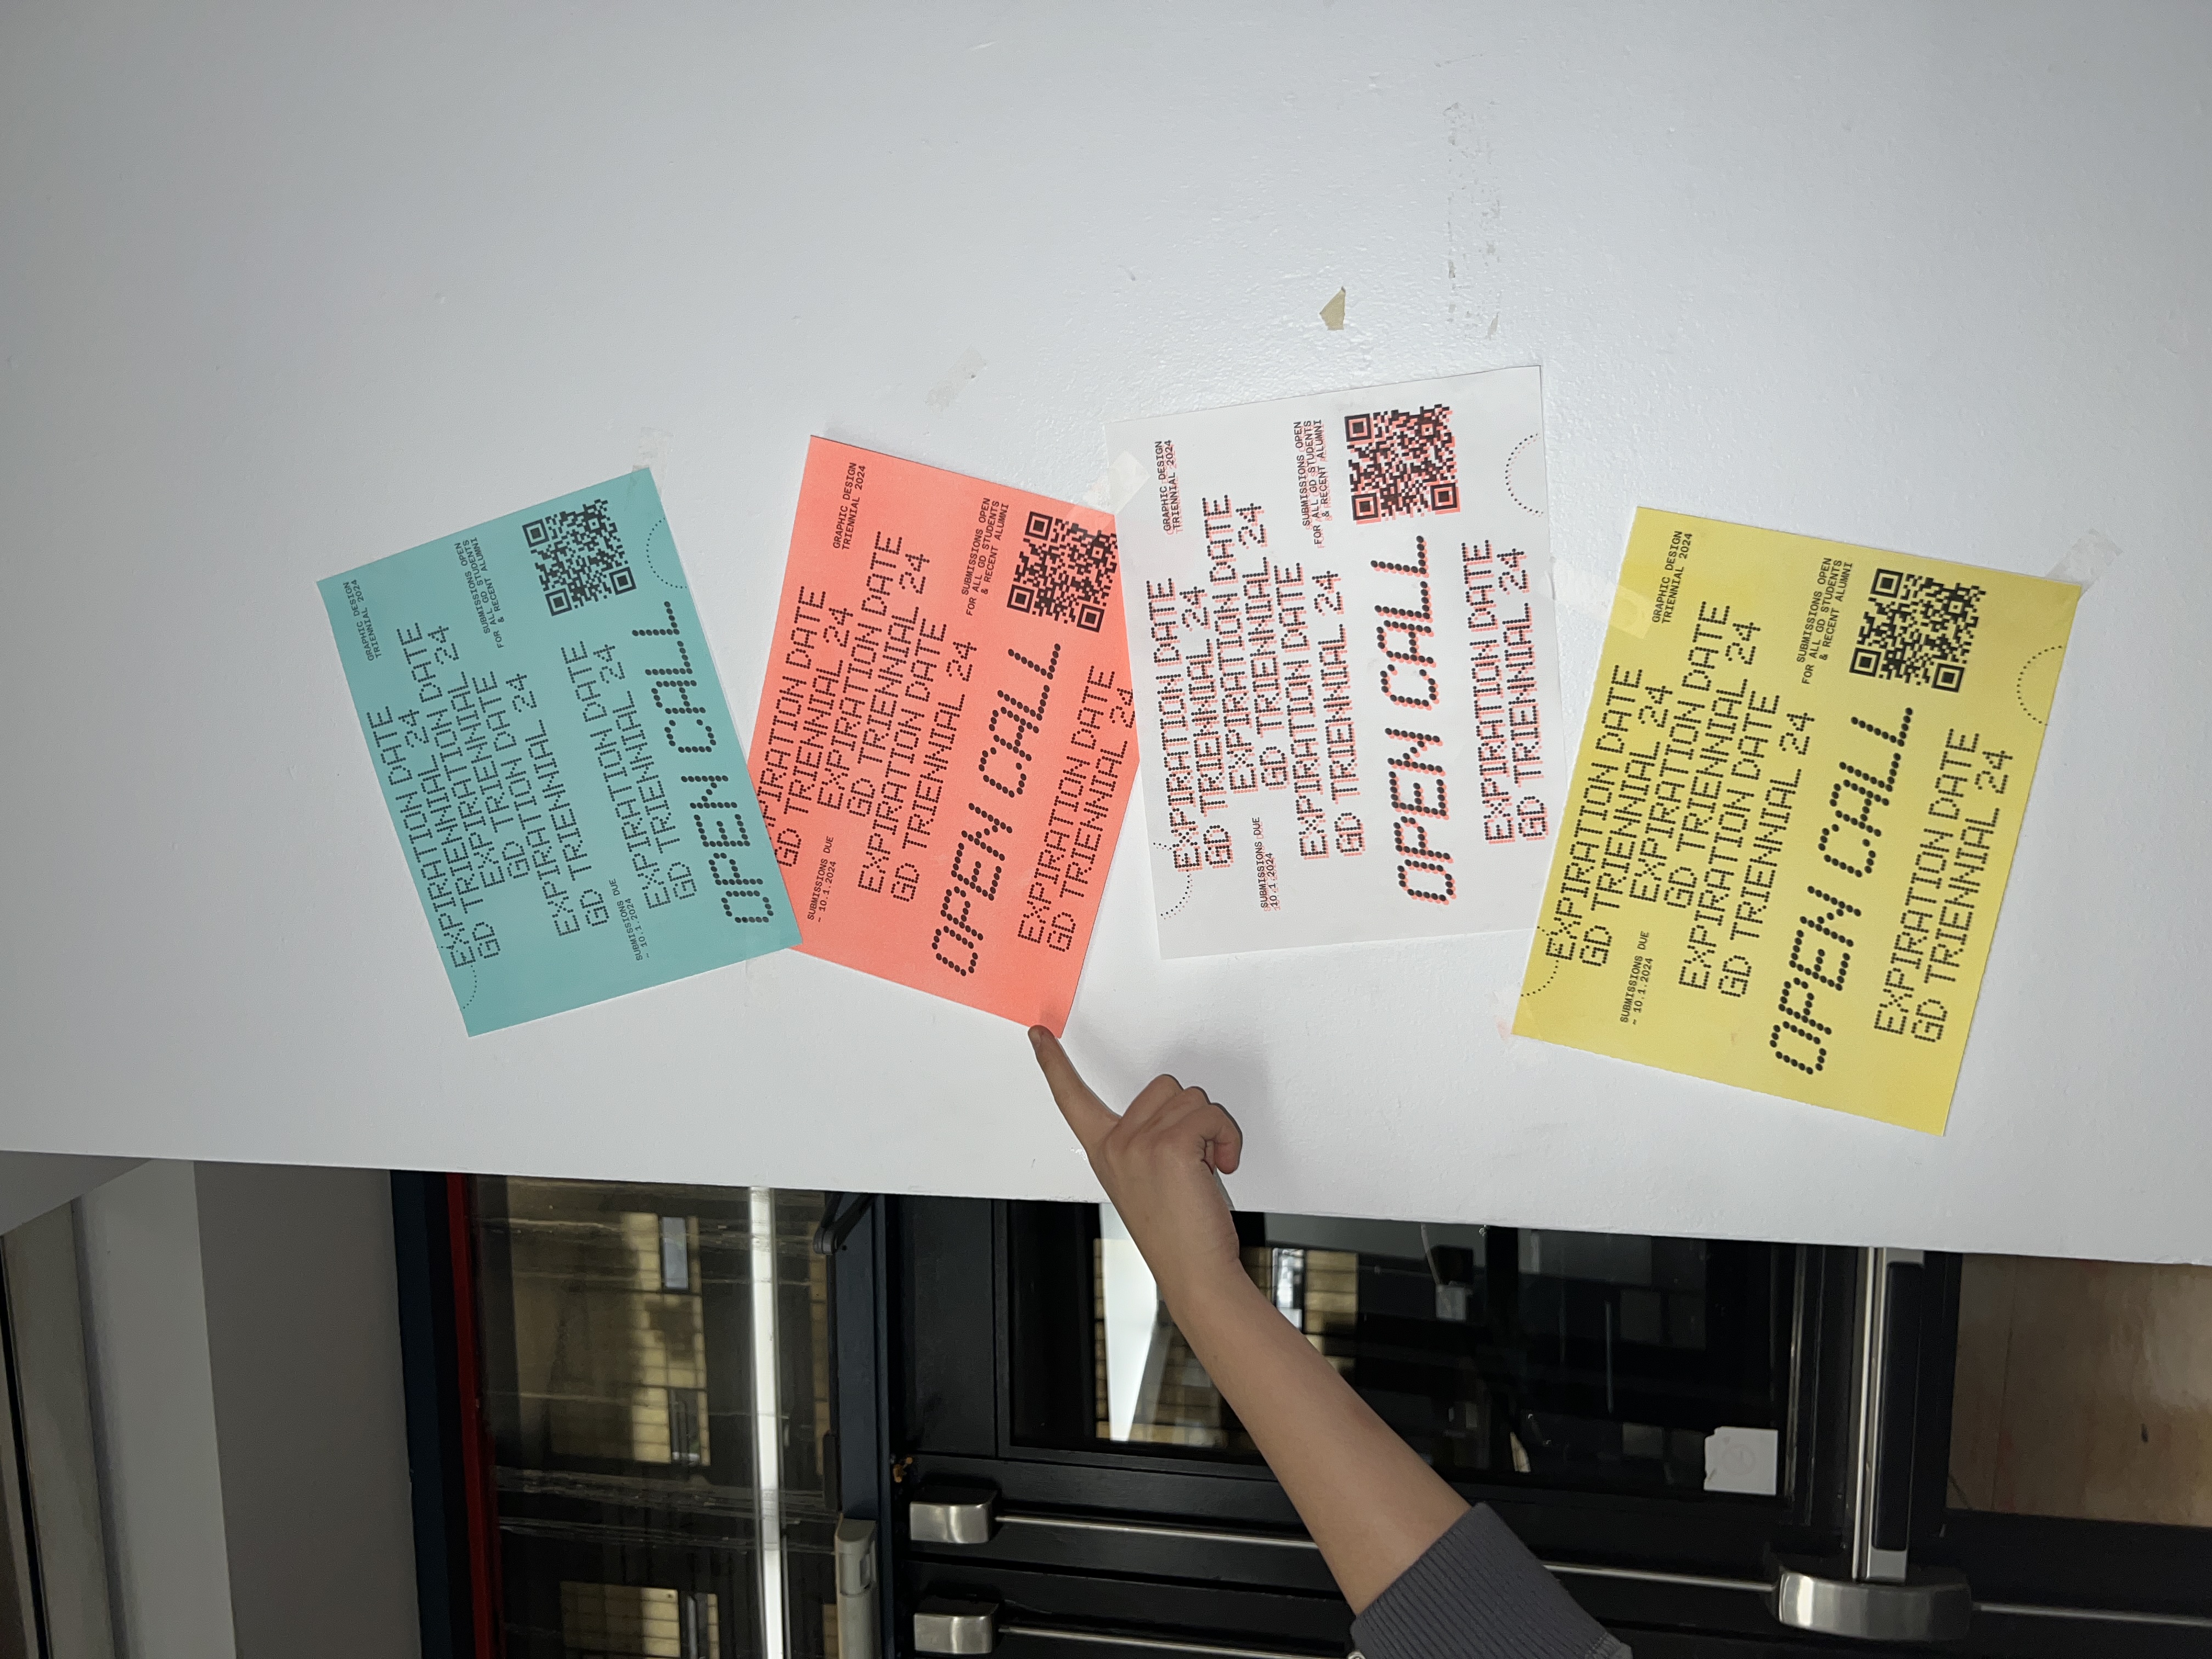 GRAPHIC DESIGN
TRIENNIAL 2024
EXPIRATION DATE
GD TRIENNIAL 24
EXPIRATION DATE
GD TRIENNIAL 24
SUBMISSIONS OPEN
FOR ALL GD STUDENTS
& RECENT ALUMNI
EXPIRATION DATE
GD TRIENNIAL 24
SUBMISSIONS DUE
~ 10.1.2024
EXPIRATION DATE
GD TRIENNIAL 24
OPEN CALL
GRAPHIC DESIGN
TRIENNIAL 2024
PIRATION DATE
GD TRIENNIAL 24
EXPIRATION DATE
GD TRIENNIAL 24
SUBMISSIONS DUE
10.1.2024
EXPIRATION DATE
GD TRIENNIAL 24
SUBMISSIONS OPEN
FOR ALL GD STUDENTS
& RECENT ALUMNI
OPEN CALL
EXPIRATION DATE
GD TRIENNIAL 24
GRAPHIC DESIGN
TRIENNIAL 2024
EXPIRATION DATE
GD TRIENNIAL 24
EXPIRATION DATE
GD TRIENNIAL 24
SUBMISSIONS DUE
10.1.2024
EXPIRATION DATE
GD TRIENNIAL 24
SUBMISSIONS OPEN
FOR ALL GD STUDENTS
& RECENT ALUMNI
OPEN CALL
EXPIRATION DATE
GD TRIENNIAL 24
GRAPHIC DESIGN
TRIENNIAL 2024
EXPIRATION DATE
GD TRIENNIAL 24
EXPIRATION DATE
GD TRIENNIAL 24
SUBMISSIONS DUE
~ 10.1.2024
EXPIRATION DATE
GD TRIENNIAL 24
SUBMISSIONS OPEN
FOR ALL GD STUDENTS
& RECENT ALUMNI
OPEN CALL
EXPIRATION DATE
GD TRIENNIAL 24